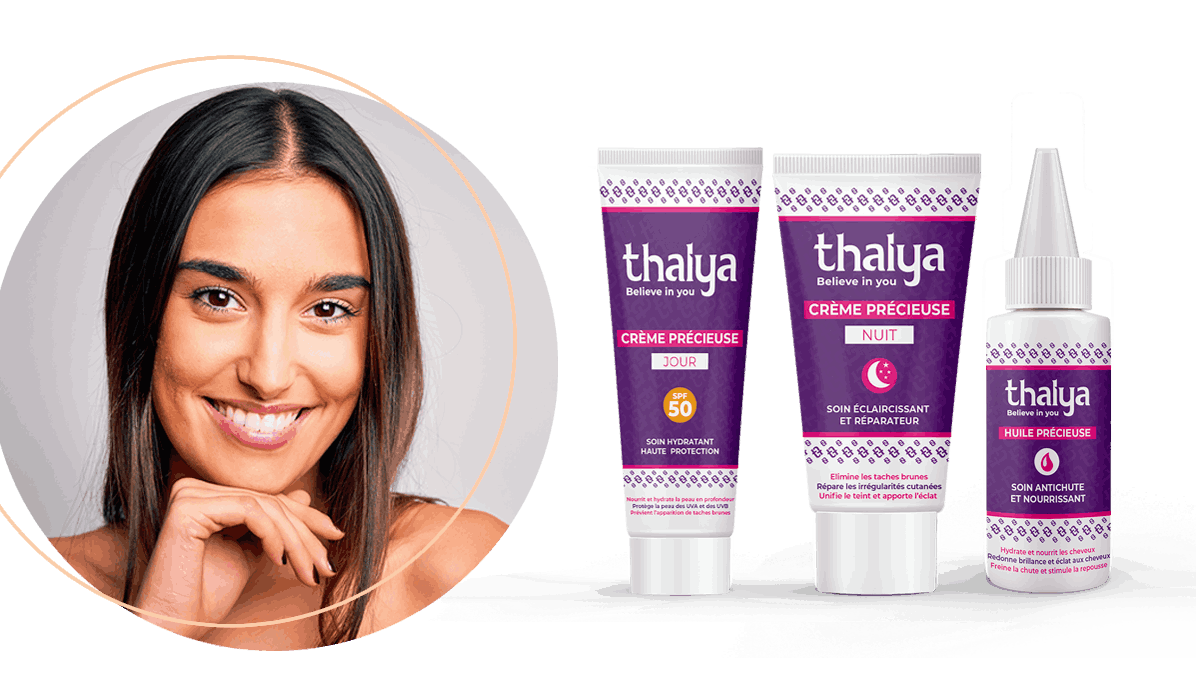 thalya
Believe in you
CRÈME PRÉCIEUSE
JOUR
SPF
50
SOIN HYDRATANT
HAUTE PROTECTION
Nourrit et hydrate la peau en profondeur
Protège la peau des UVA et des UVB
Prévient l'apparition de taches brunes
thalya
Believe in you
CRÈME PRÉCIEUSE
NUIT
SOIN ÉCLAIRCISSANT
ET RÉPARATEUR
Elimine les taches brunes
Répare les irrégularités cutanées
Unifie le teint et apporte l'éclat
thalya
Believe in you
HUILE PRÉCIEUSE
SOIN ANTICHUTE
ET NOURRISSANT
Hydrate et nourrit les cheveux
Redonne brillance et éclat aux cheveux
Freine la chute et stimule la repousse